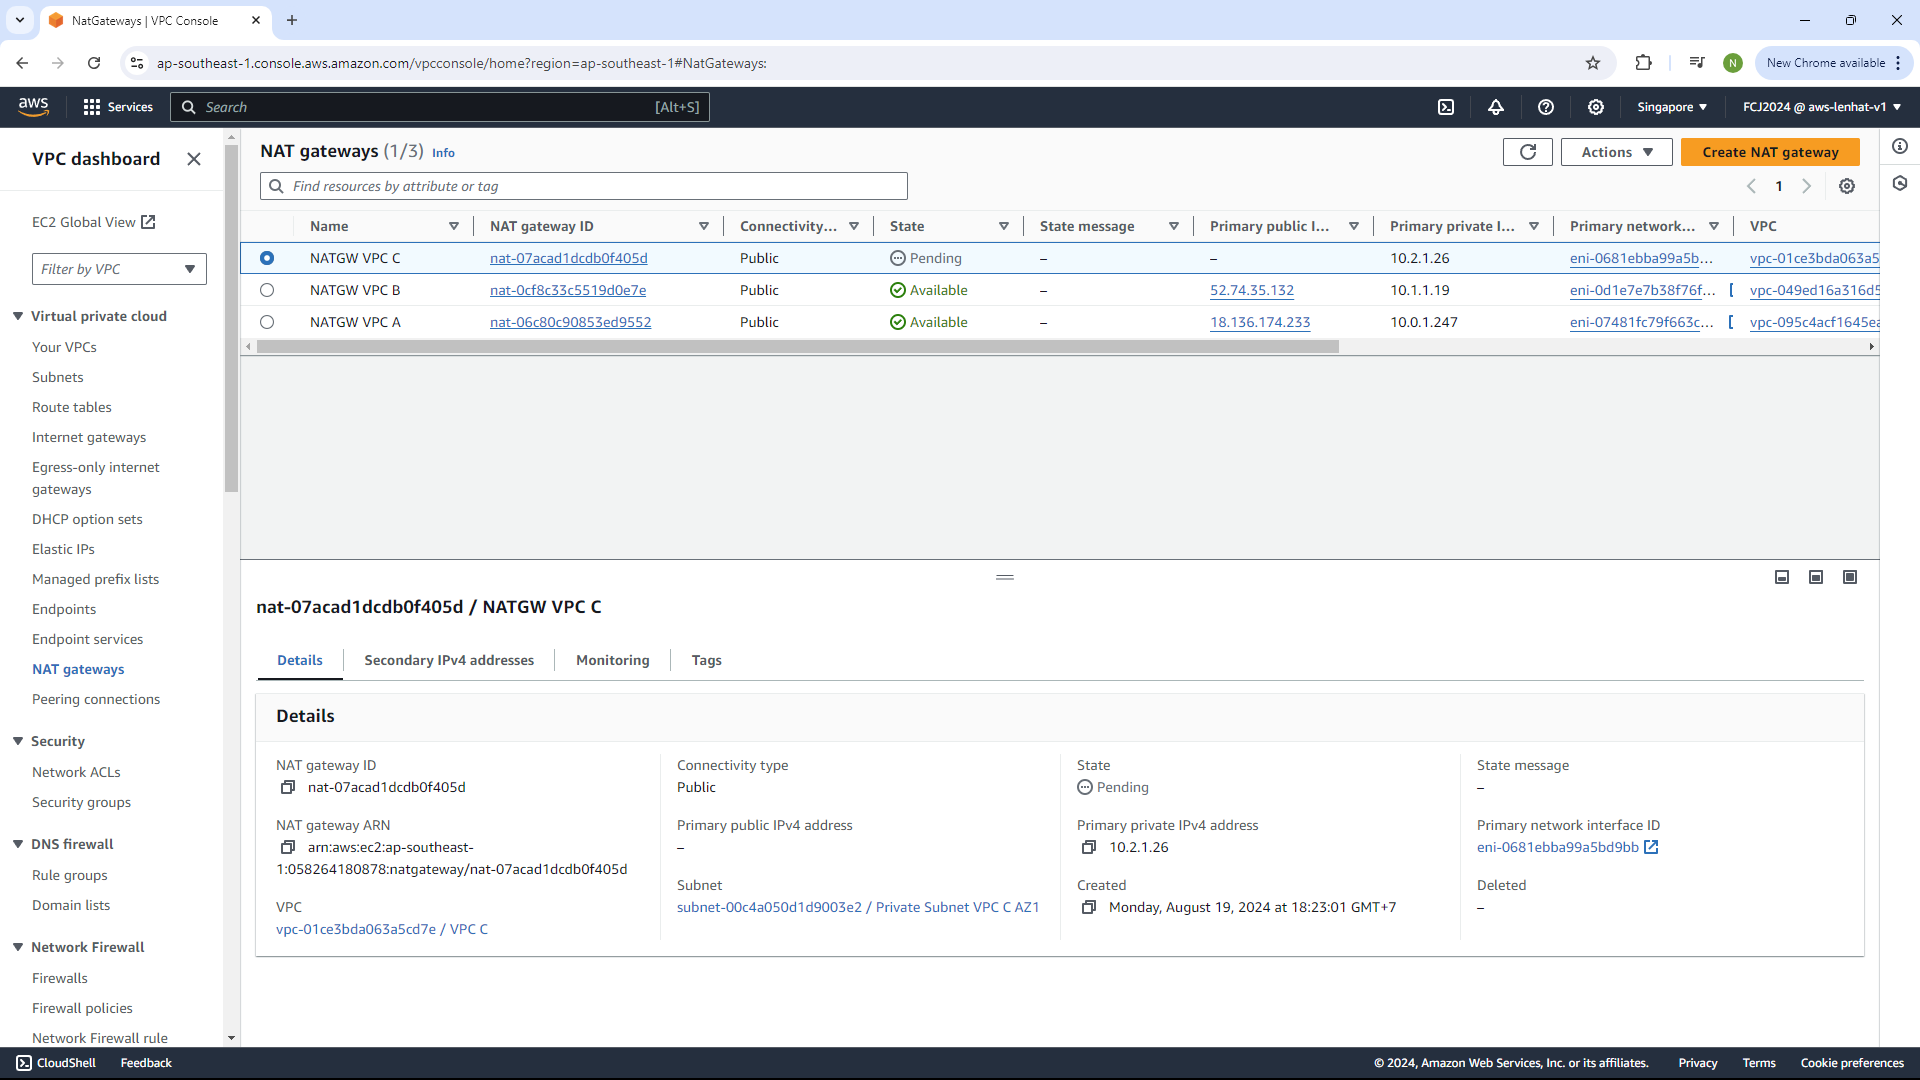 NatGateways | VPC Console
ap-southeast-1.console.aws.amazon.com/vpcconsole/home?region=ap-southeast-1#NatGateways:
N
New Chrome available
aws
Services
Search
[Alt+S]
Singapore
FCJ2024 @ aws-lenhat-v1
VPC dashboard
EC2 Global View
Filter by VPC
Virtual private cloud
Your VPCs
Subnets
Route tables
Internet gateways
Egress-only internet
gateways
DHCP option sets
Elastic IPs
Managed prefix lists
Endpoints
Endpoint services
NAT gateways
Peering connections
Security
Network ACLs
Security groups
DNS firewall
Rule groups
Domain lists
Network Firewall
Firewalls
Firewall policies
Network Firewall rule
NAT gateways (1/3) Info
Actions
Create NAT gateway
Find resources by attribute or tag
1
Name NAT gateway ID Connectivity... State State message Primary public I... Primary private I... Primary network... VPC
NATGW VPC C nat-07acad1dcdb0f405d Public Pending – – 10.2.1.26 eni-0681ebba99a5b... vpc-01ce3bda063a5
NATGW VPC B nat-0cf8c33c5519d0e7e Public Available – 52.74.35.132 10.1.1.19 eni-0d1e7e7b38f76f... vpc-049ed16a316d5
NATGW VPC A nat-06c80c90853ed9552 Public Available – 18.136.174.233 10.0.1.247 eni-07481fc79f663c... vpc-095c4acf1645ea
nat-07acad1dcdb0f405d / NATGW VPC C
Details
Secondary IPv4 addresses
Monitoring
Tags
Details
NAT gateway ID
nat-07acad1dcdb0f405d
NAT gateway ARN
arn:aws:ec2:ap-southeast-
1:058264180878:natgateway/nat-07acad1dcdb0f405d
VPC
vpc-01ce3bda063a5cd7e / VPC C
Connectivity type
Public
Primary public IPv4 address
–
Subnet
subnet-00c4a050d1d9003e2 / Private Subnet VPC C AZ1
State
Pending
Primary private IPv4 address
10.2.1.26
Created
Monday, August 19, 2024 at 18:23:01 GMT+7
State message
–
Primary network interface ID
eni-0681ebba99a5bd9bb
Deleted
–
CloudShell
Feedback
© 2024, Amazon Web Services, Inc. or its affiliates.
Privacy
Terms
Cookie preferences